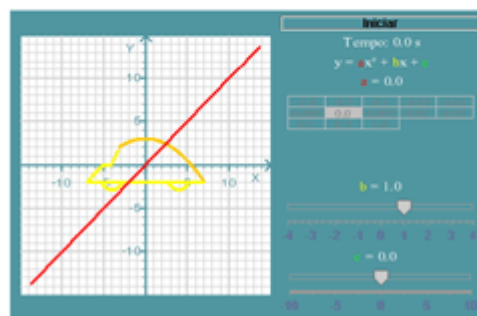 Iniciar
Tempo: 0.0 s
y = ax² + bx + c
a = 0.0
0.0
b = 1.0
-4 -3 -2 -1 0 1 2 3 4
c = 0.0
-10 -5 0 5 10
Y
10
5
-10 -5 5 10
X
-5
-10